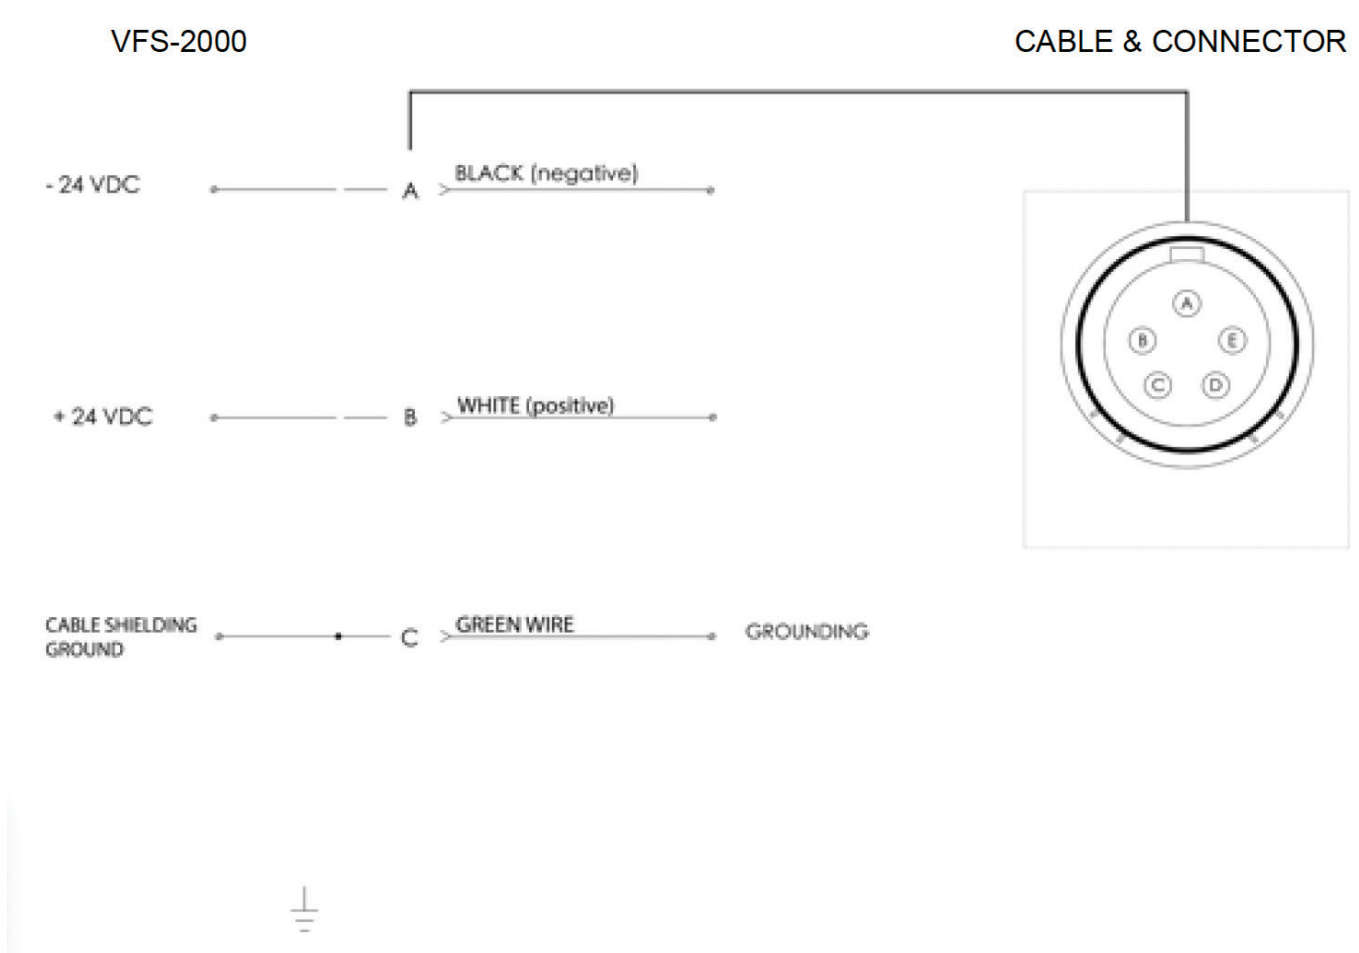 VFS-2000
CABLE & CONNECTOR
- 24 VDC
A
BLACK (negative)
A
B
E
C
D
+ 24 VDC
B
WHITE (positive)
CABLE SHIELDING
GROUND
C
GREEN WIRE
GROUNDING